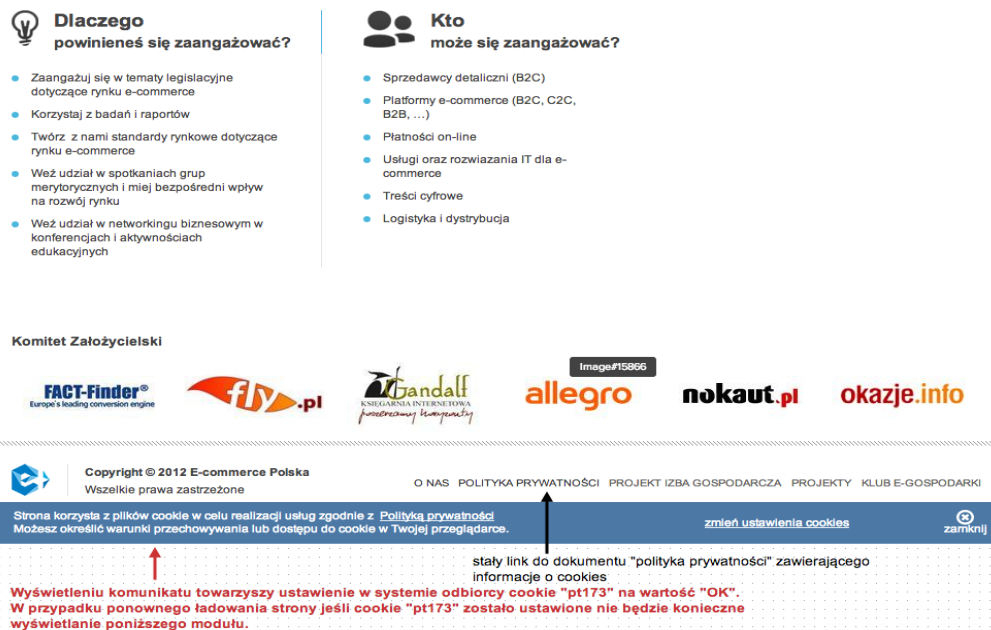 Dlaczego
powinieneś się zaangażować?
Zaangażuj się w tematy legislacyjne
dotyczące rynku e-commerce
Korzystaj z badań i raportów
Twórz z nami standardy rynkowe dotyczące
rynku e-commerce
Weź udział w spotkaniach grup
merytorycznych i miej bezpośredni wpływ
na rozwój rynku
Weź udział w networkingu biznesowym w
konferencjach i aktywnościach
edukacyjnych
Kto
może się zaangażować?
Sprzedawcy detaliczni (B2C)
Platformy e-commerce (B2C, C2C,
B2B, ...)
Płatności on-line
Usługi oraz rozwiazania IT dla e-
commerce
Treści cyfrowe
Logistyka i dystrybucja
Komitet Założycielski
Image#15866
FACT-Finder®
Europe's leading conversion engine
fly.pl
Gandalf
KSIĘGARNIA INTERNETOWA
allegro
nokaut.pl
okazje.info
Copyright © 2012 E-commerce Polska
Wszelkie prawa zastrzeżone
O NAS POLITYKA PRYWATNOŚCI PROJEKT IZBA GOSPODARCZA PROJEKTY KLUB E-GOSPODARKI
Strona korzysta z plików cookie w celu realizacji usług zgodnie z Polityką prywatności
Możesz określić warunki przechowywania lub dostępu do cookie w Twojej przeglądarce.
zmień ustawienia cookies
zamknij
stały link do dokumentu "polityka prywatności" zawierającego
informacje o cookies
Wyświetleniu komunikatu towarzyszy ustawienie w systemie odbiorcy cookie "pt173" na wartość "OK".
W przypadku ponownego ładowania strony jeśli cookie "pt173" zostało ustawione nie będzie konieczne
wyświetlanie poniższego modułu.